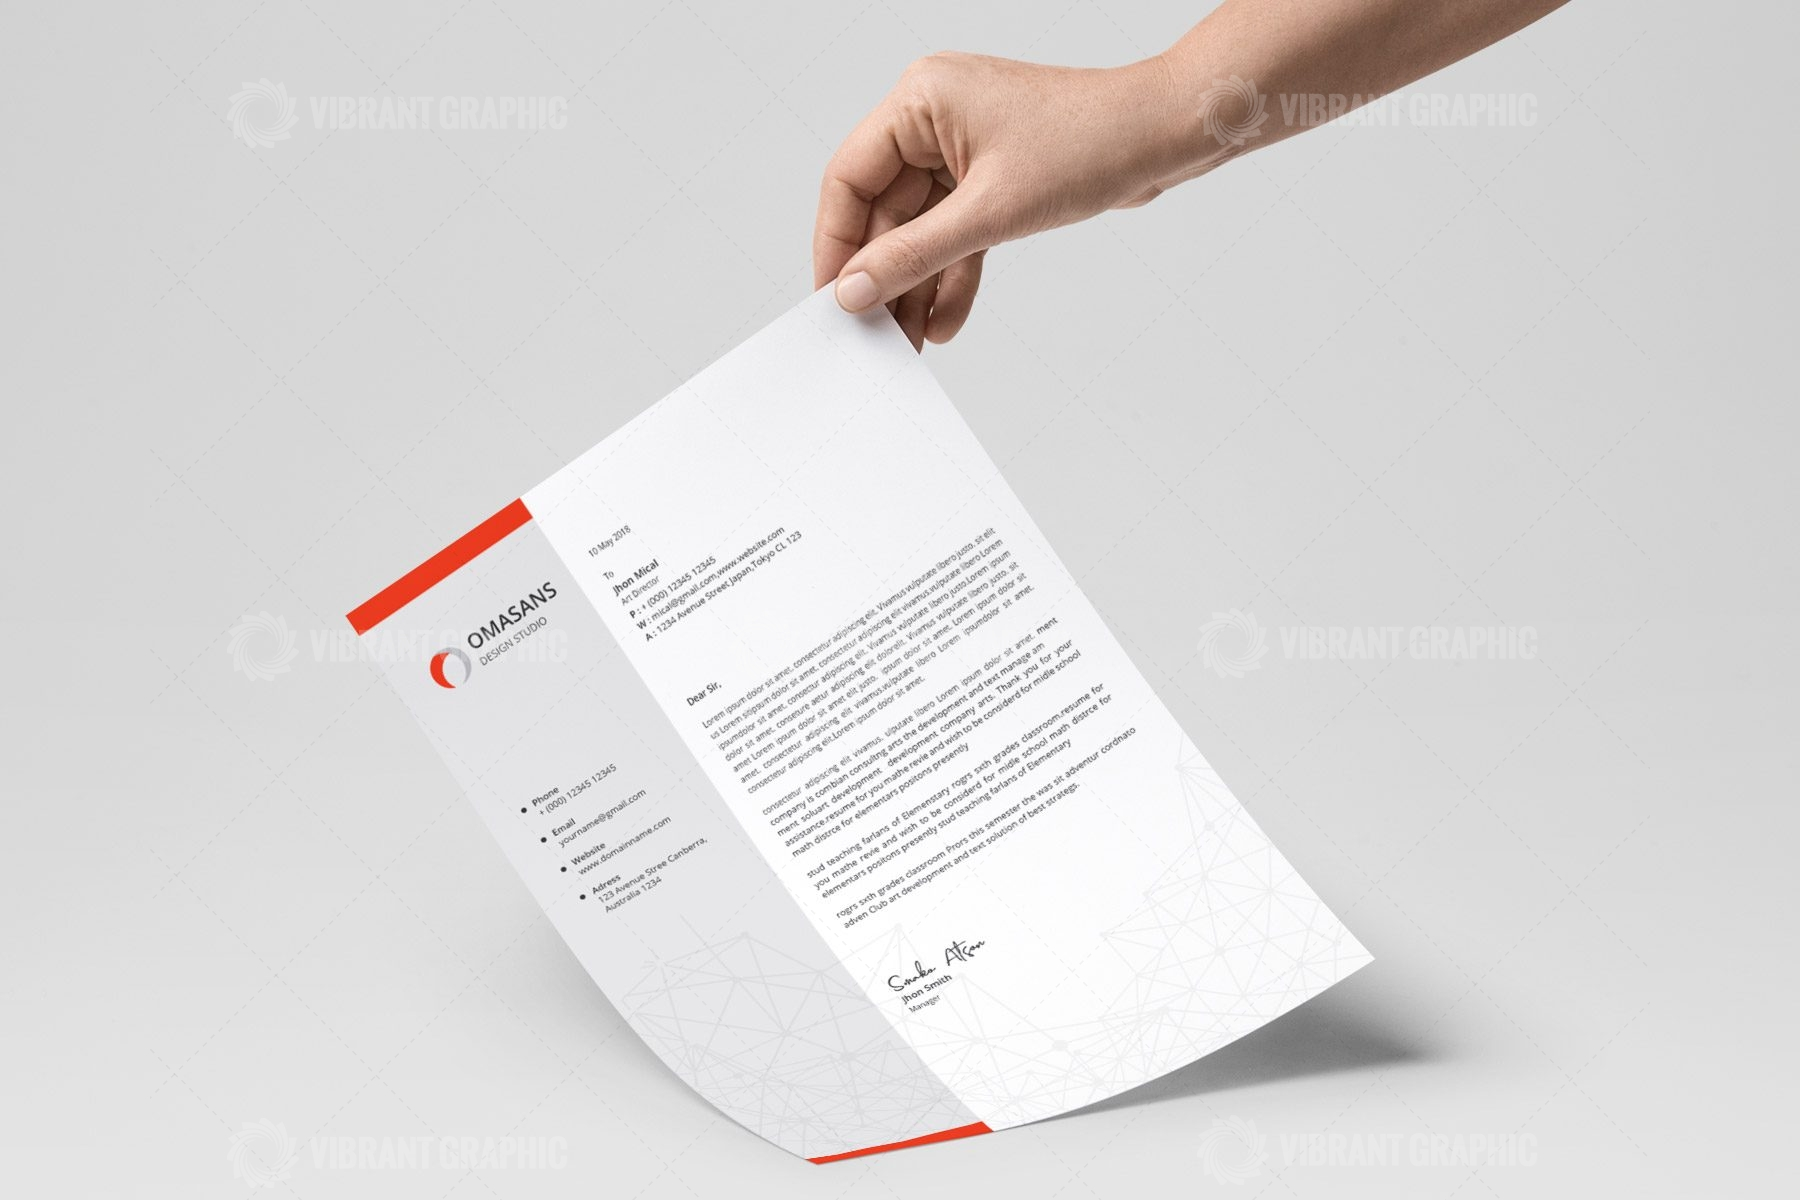 OMASANS
DESIGN STUDIO
Phone
+ (000) 12345 12345
Email
yourname@gmail.com
Website
www.domainname.com
Adress
123 Avenue Stree Canberra,
Australia 1234
10 May 2018
To
Jhon Mical
Art Director
P : + (000) 12345 12345
W : mical@gmail.com,www.website.com
A : 1234 Avenue Street,Japan,Tokyo CL 123
Dear Sir,
Lorem ipsum dolor sit amet, consectetur adipiscing elit. Vivamus vulputate libero justo, sit elit
us Lorem sitipsum dolor sit amet, consectetur adipiscing elit vivamus.vulputate libero Lorem
ipsumdolor sit amet, consectur adipiscing elit. Vivamus vulputate libero justo.Lorem ipsum
dolor sit amet, conseture aetur adipiscing elit dolorelit. Vivamus vulputate libero justo, sit
amet Lorem ipsum dolor sit amet elit justo, ipsum dolor sit amet. Lorem ipsum dolor sit
amet, consectetur adipiscing elit vivamus.vulputate libero Lorem ipsumdolor sit amet,
consectetur adipiscing elit.Lorem ipsum dolor sit amet.
consectetur adipiscing elit vivamus. ulputate libero Lorem ipsum dolor sit amet, ment
company is combian consultng arts the development and text manage am
ment soluart development development company arts. Thank you for your
assistance.resume for you mathe revie and wish to be considerd for midle school
math distrce for elementars positons presently
stud teaching farlans of Elemenstary rogrs sxth grades classroom.resume for
you mathe revie and wish to be considerd for midle school math distrce for
elementars positons presently stud teaching farlans of Elementary
rogrs sxth grades classroom Prors this semester the was sit adventur cordnato
adven Club art development and text solution of best strategs.
Smako Atson
Jhon Smith
Manager
VIBRANT GRAPHIC
VIBRANT GRAPHIC
VIBRANT GRAPHIC
VIBRANT GRAPHIC
VIBRANT GRAPHIC
VIBRANT GRAPHIC